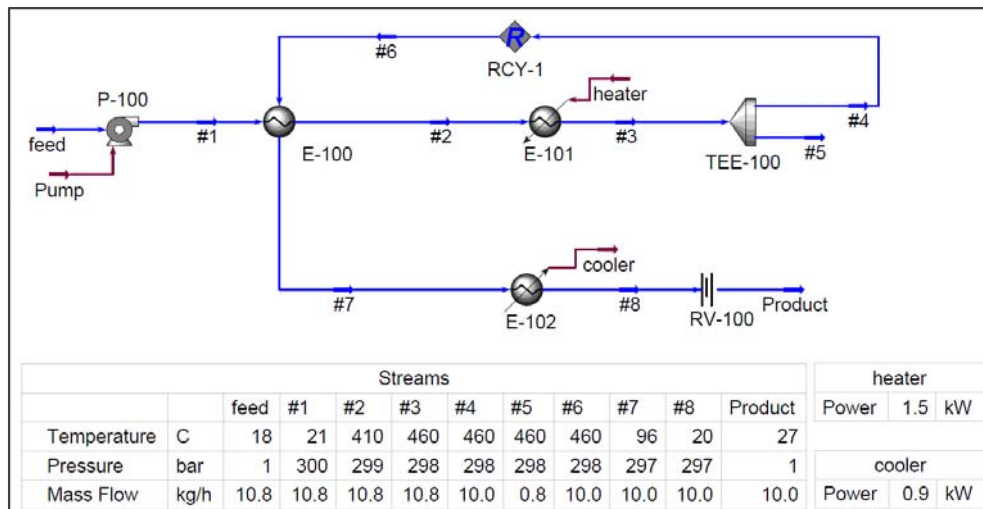 #6
R
RCY-1
P-100
heater
#1
#2
#3
#4
feed
E-100
E-101
#5
TEE-100
Pump
cooler
#7
#8
E-102
RV-100
Product
Streams
feed #1 #2 #3 #4 #5 #6 #7 #8 Product
Temperature C 18 21 410 460 460 460 460 96 20 27
Pressure bar 1 300 299 298 298 298 298 297 297 1
Mass Flow kg/h 10.8 10.8 10.8 10.8 10.0 0.8 10.0 10.0 10.0 10.0
heater
Power 1.5 kW
cooler
Power 0.9 kW